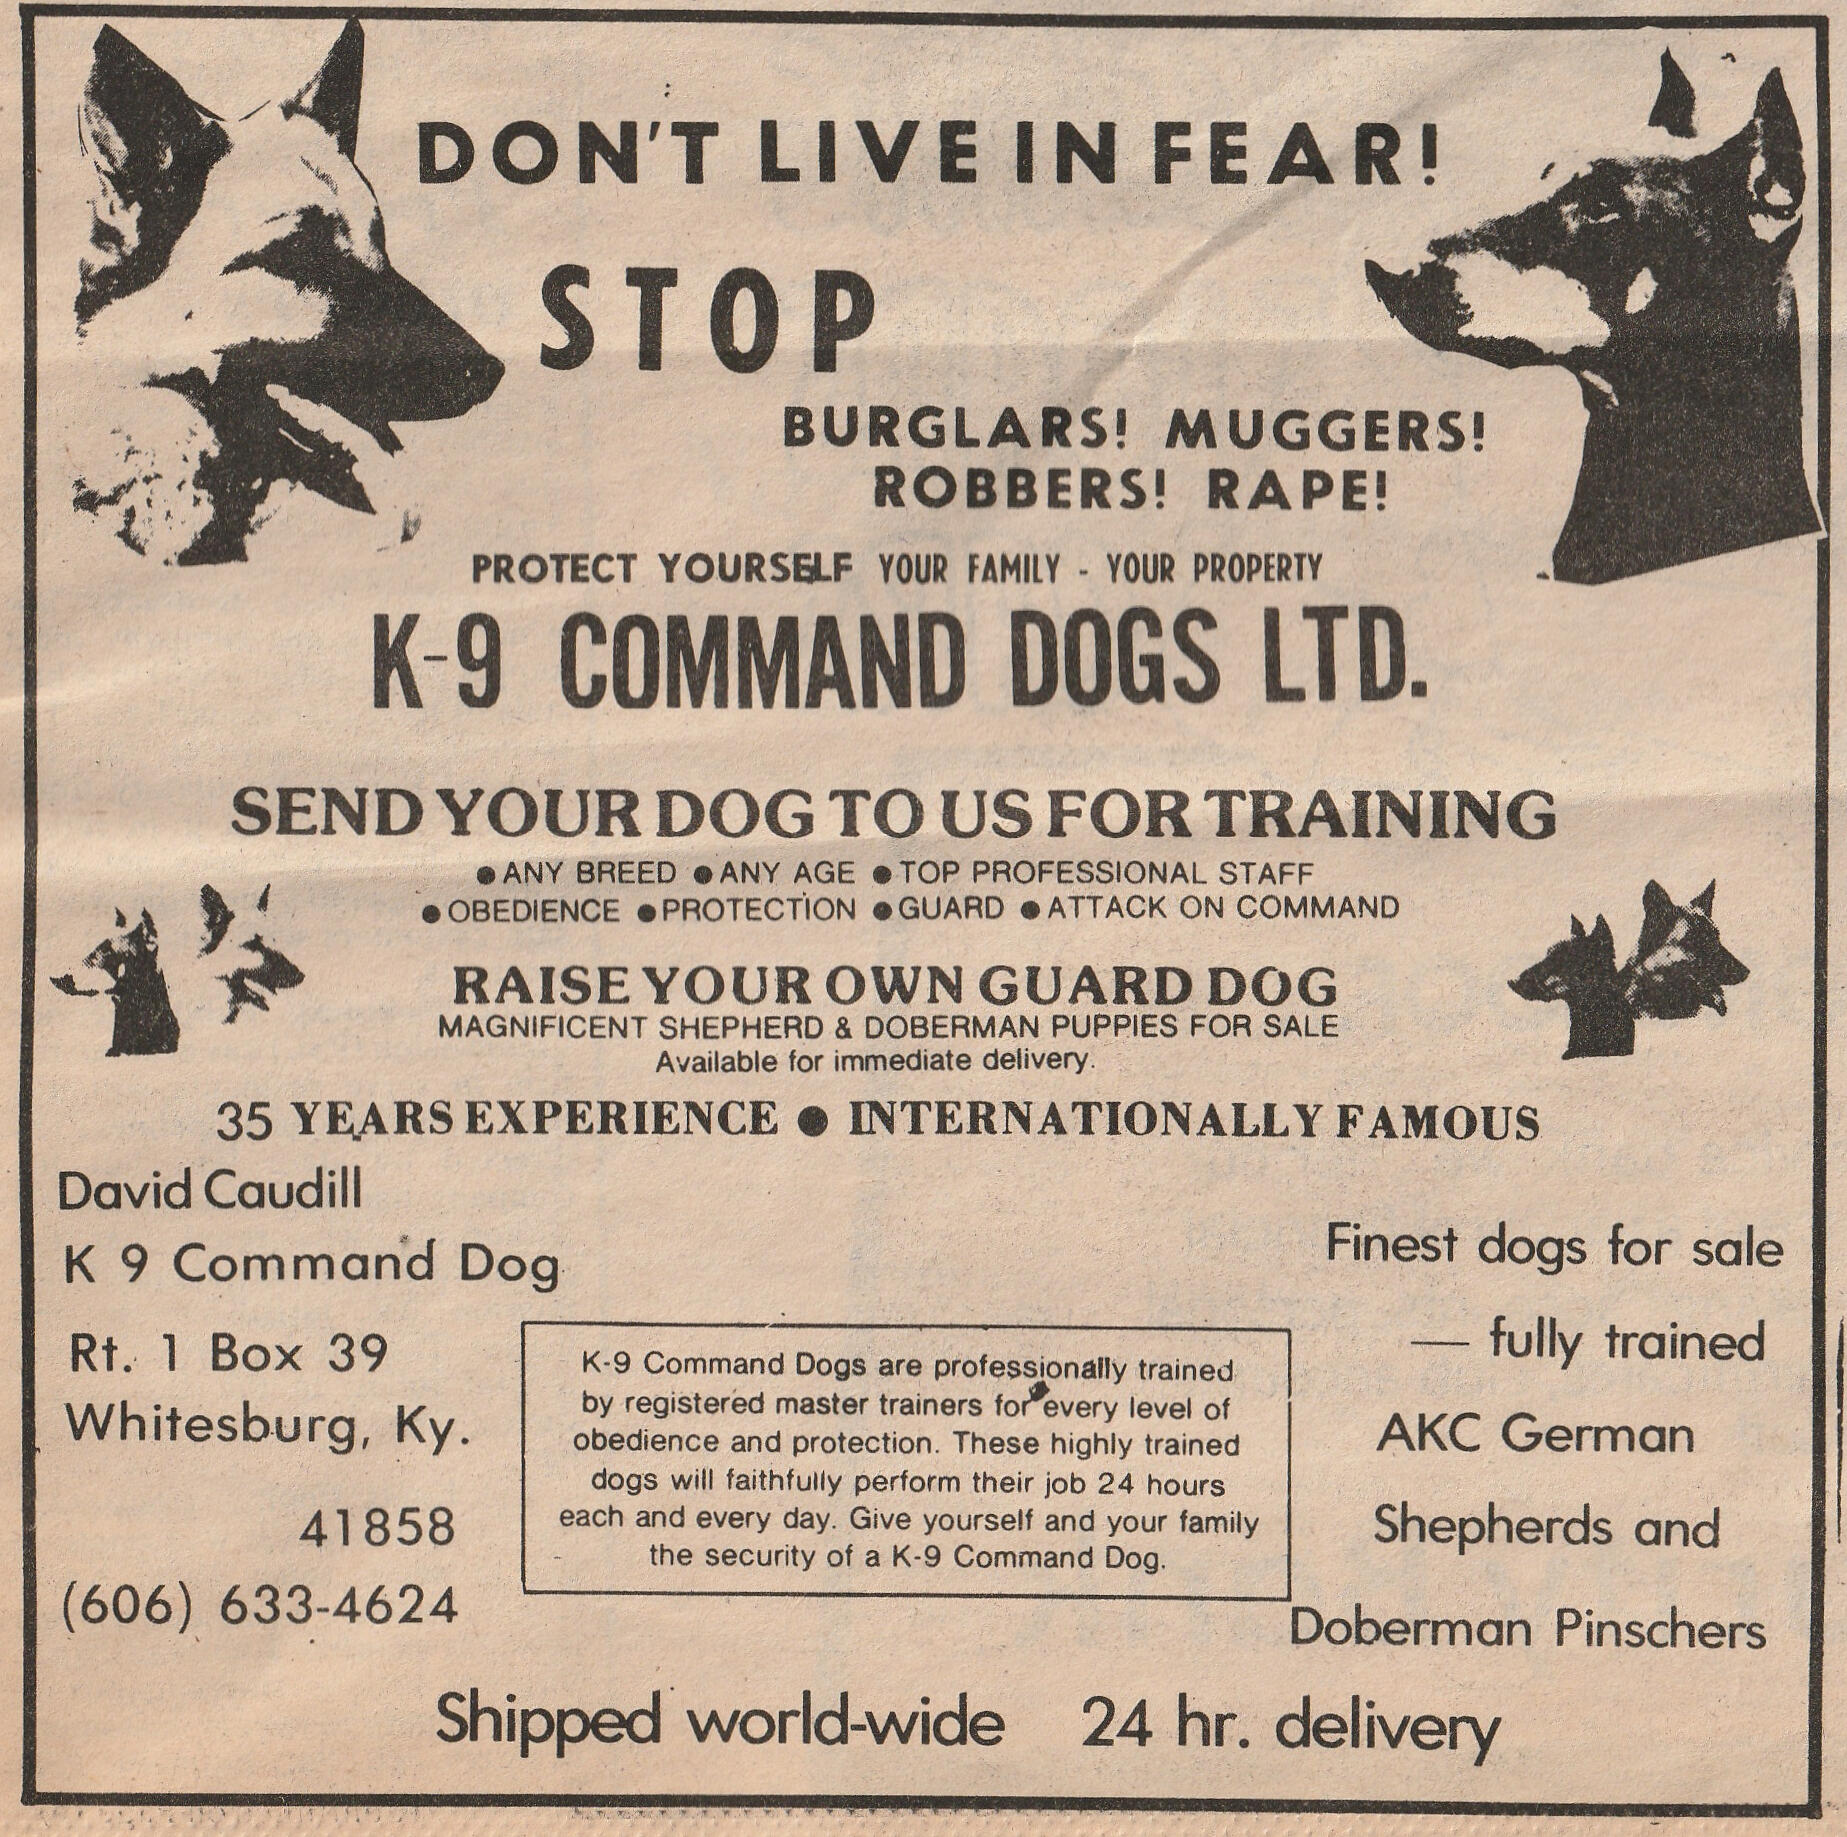 DON'T LIVE IN FEAR!
STOP
BURGLARS! MUGGERS!
ROBBERS! RAPE!
PROTECT YOURSELF YOUR FAMILY - YOUR PROPERTY
K-9 COMMAND DOGS LTD.
SEND YOUR DOG TO US FOR TRAINING
●ANY BREED ●ANY AGE ●TOP PROFESSIONAL STAFF
●OBEDIENCE ●PROTECTION ●GUARD ●ATTACK ON COMMAND
RAISE YOUR OWN GUARD DOG
MAGNIFICENT SHEPHERD & DOBERMAN PUPPIES FOR SALE
Available for immediate delivery.
35 YEARS EXPERIENCE ● INTERNATIONALLY FAMOUS
David Caudill
K 9 Command Dog
Rt. 1 Box 39
Whitesburg, Ky.
41858
(606) 633-4624
K-9 Command Dogs are professionally trained
by registered master trainers for every level of
obedience and protection. These highly trained
dogs will faithfully perform their job 24 hours
each and every day. Give yourself and your family
the security of a K-9 Command Dog.
Finest dogs for sale
— fully trained
AKC German
Shepherds and
Doberman Pinschers
Shipped world-wide 24 hr. delivery